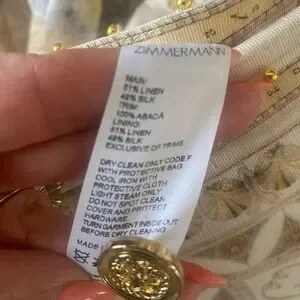 ZIMMERMANN
MAIN:
51% LINEN
49% SILK
TRIM:
100% ABACÁ
LINING:
51% LINEN
49% SILK
EXCLUSIVE OF TRIMS
DRY CLEAN ONLY CODE F
WITH PROTECTIVE BAG
COOL IRON WITH
PROTECTIVE CLOTH
LIGHT STEAM ONLY
DO NOT SPOT CLEAN
COVER AND PROTECT
HARDWARE
TURN GARMENT INSIDE OUT
BEFORE DRY CLEANING
MADE